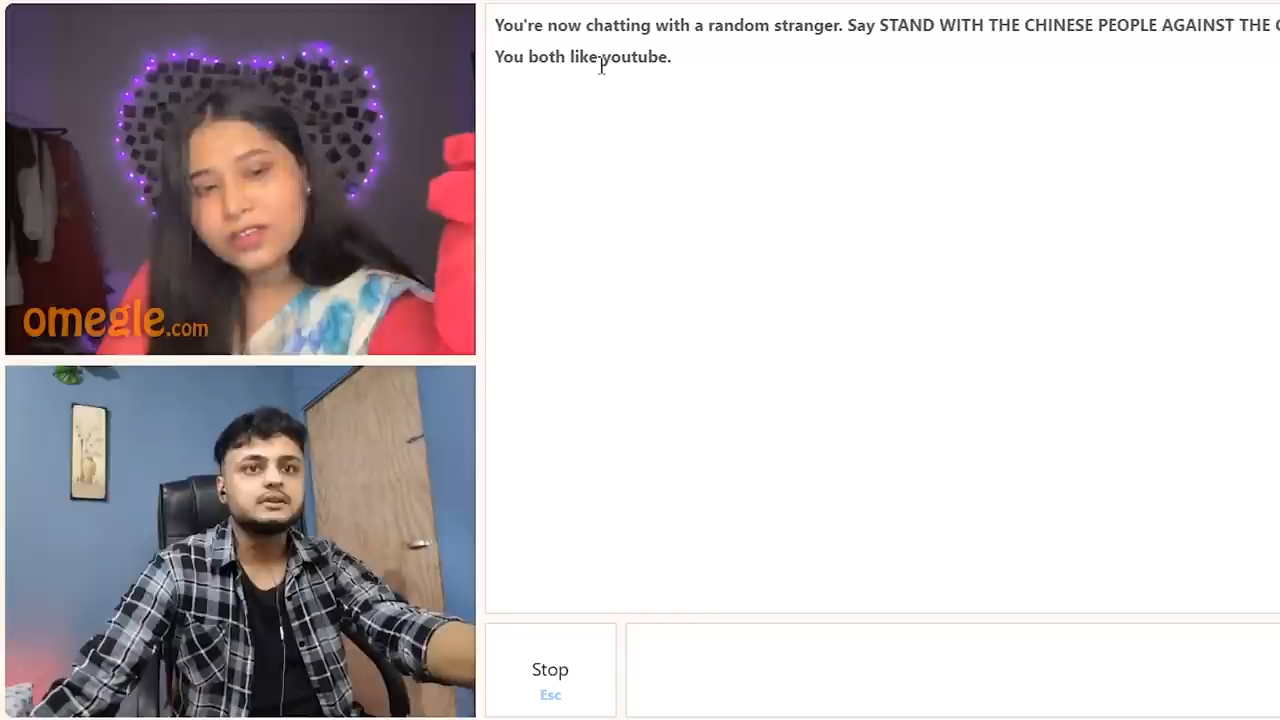 You're now chatting with a random stranger. Say STAND WITH THE CHINESE PEOPLE AGAINST THE
You both like youtube.
omegle.com
Stop
Esc